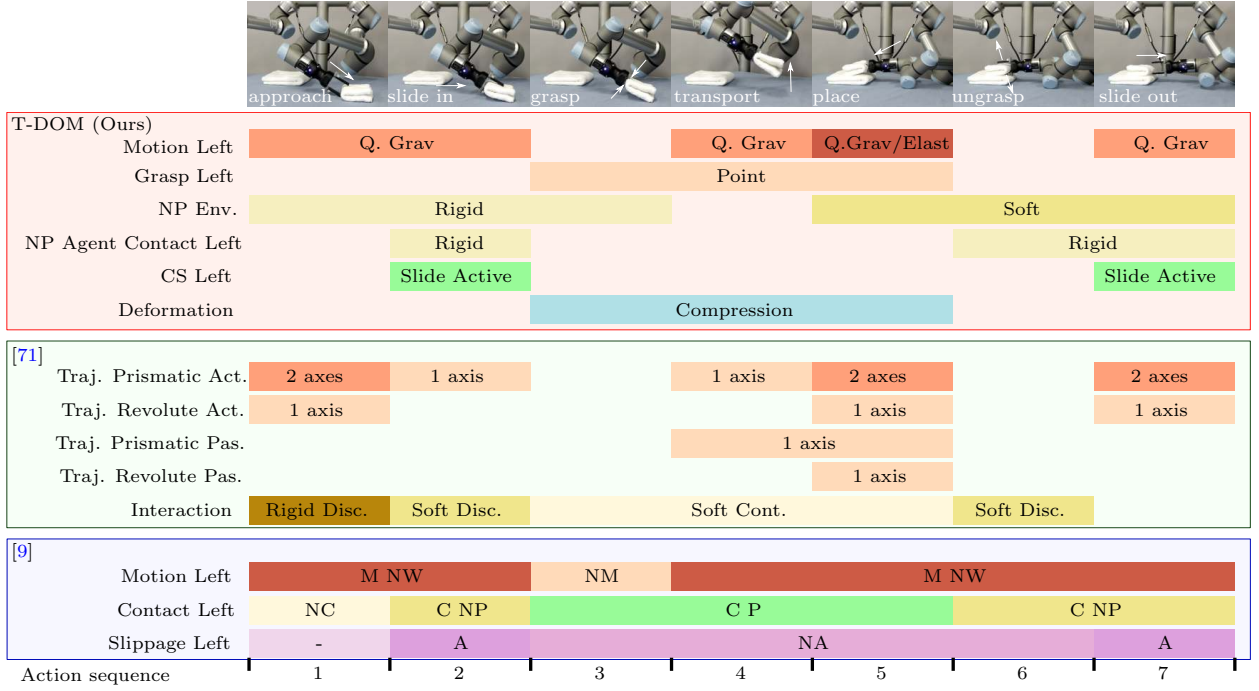 approach slide in grasp transport place ungrasp slide out
T-DOM (Ours)
Motion Left Q. Grav Q. Grav Q.Grav/Elast Q. Grav
Grasp Left Point
NP Env. Rigid Soft
NP Agent Contact Left Rigid Rigid
CS Left Slide Active Slide Active
Deformation Compression
[71]
Traj. Prismatic Act. 2 axes 1 axis 1 axis 2 axes 2 axes
Traj. Revolute Act. 1 axis 1 axis 1 axis
Traj. Prismatic Pas. 1 axis
Traj. Revolute Pas. 1 axis
Interaction Rigid Disc. Soft Disc. Soft Cont. Soft Disc.
[9]
Motion Left M NW NM M NW
Contact Left NC C NP C P C NP
Slippage Left - A NA A
Action sequence 1 2 3 4 5 6 7